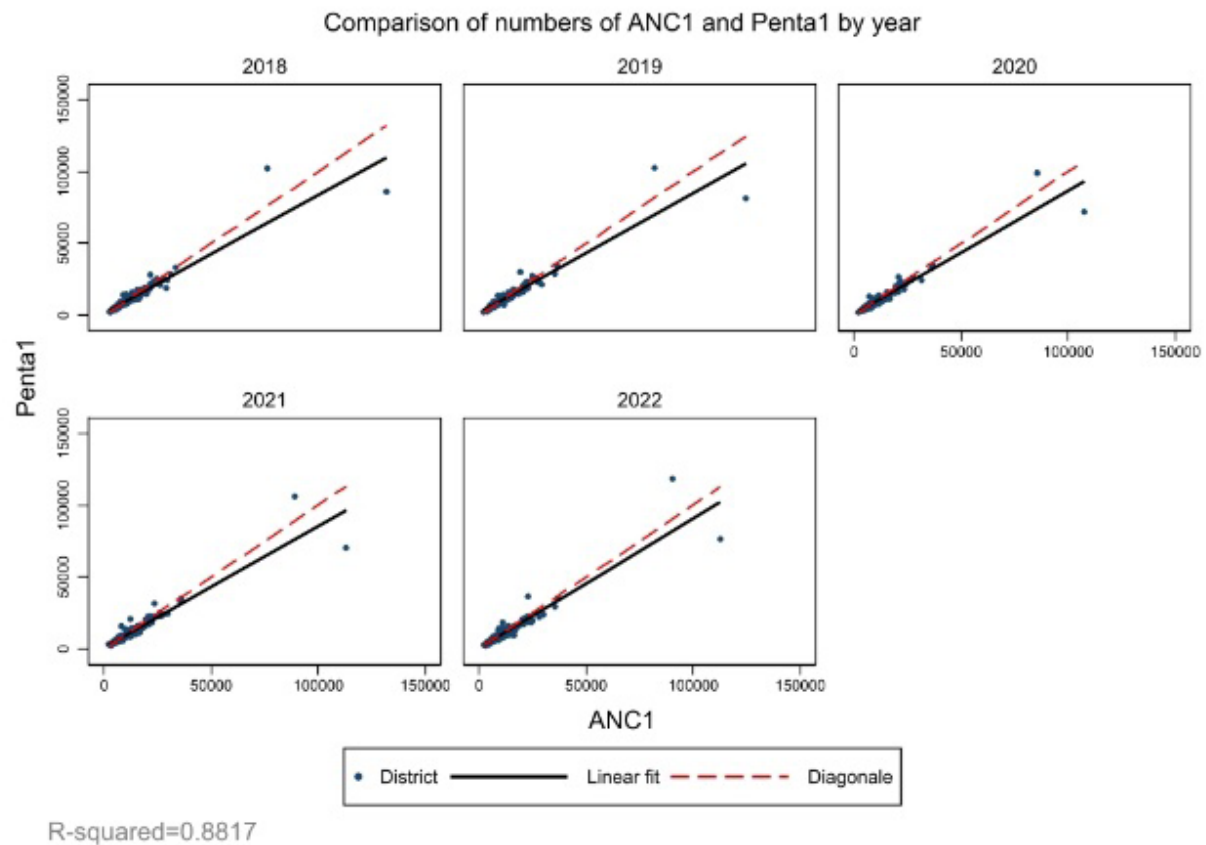 Comparison of numbers of ANC1 and Penta1 by year
2018 2019 2020
150000
100000
50000
0
0 50000 100000 150000
Penta1
2021 2022
150000
100000
50000
0
0 50000 100000 150000 0 50000 100000 150000
ANC1
District Linear fit Diagonale
R-squared=0.8817